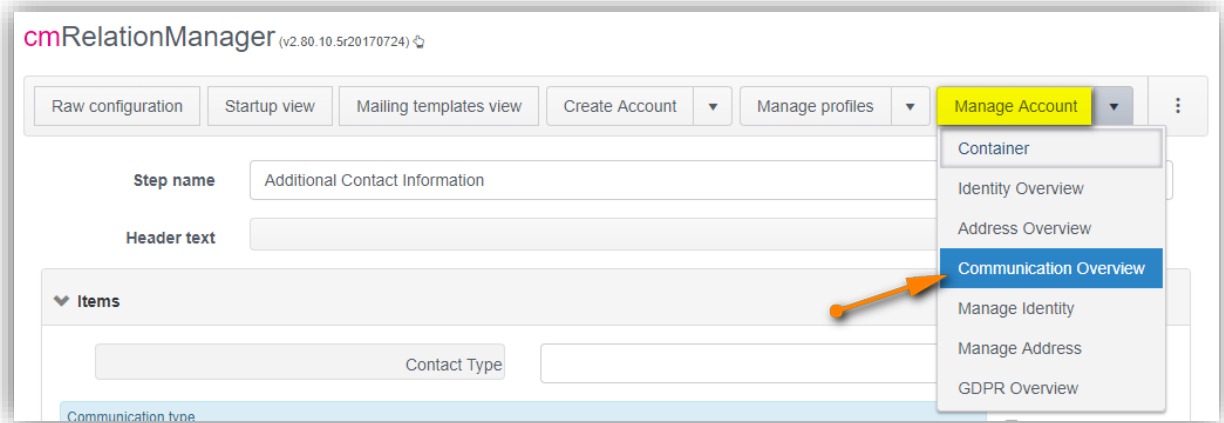 cmRelationManager (v2.80.10.5r20170724)
Raw configuration Startup view Mailing templates view Create Account Manage profiles Manage Account
Container
Step name Additional Contact Information
Identity Overview
Address Overview
Header text
Communication Overview
Items
Manage Identity
Manage Address
Contact Type
GDPR Overview
Communication type